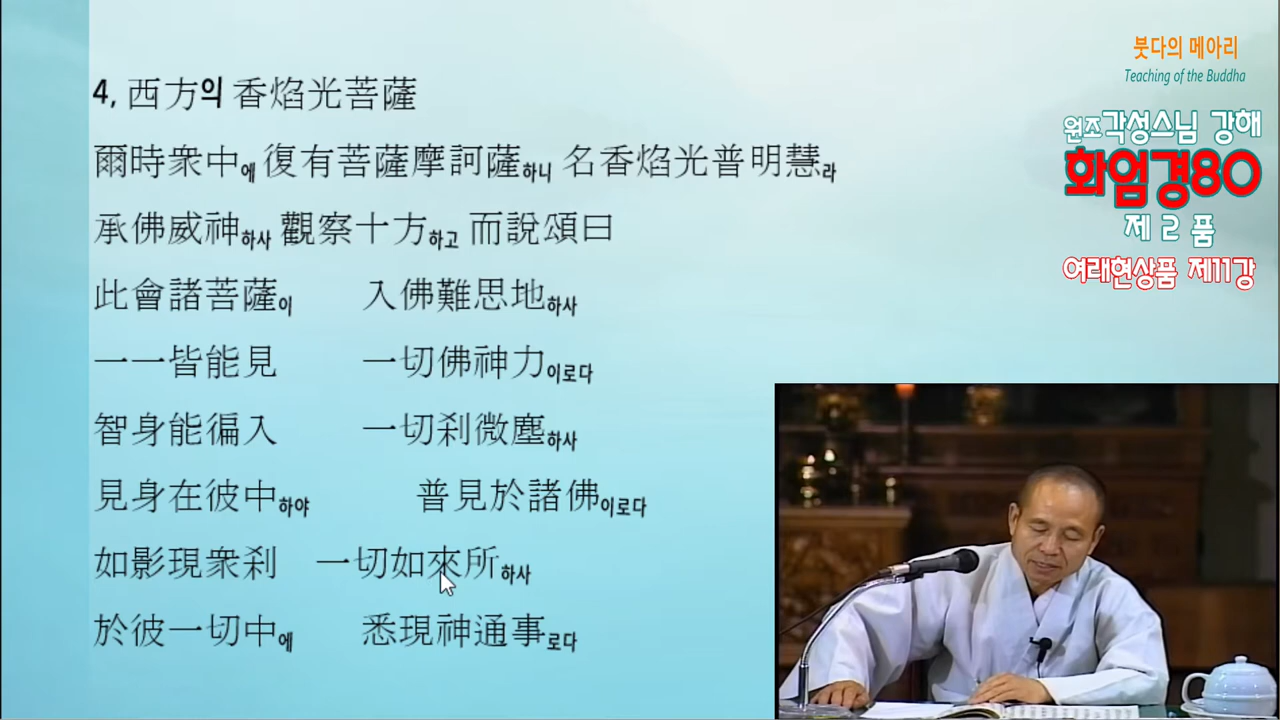 4, 西方의 香焰光菩薩
爾時衆中에 復有菩薩摩訶薩하니 名香焰光普明慧라
承佛威神하사 觀察十方하고 而說頌曰
此會諸菩薩이 入佛難思地하사
一一皆能見 一切佛神力이로다
智身能徧入 一切刹微塵하사
見身在彼中하야 普見於諸佛이로다
如影現衆刹 一切如來所하사
於彼一切中에 悉現神通事로다
붓다의 메아리
Teaching of the Buddha
원조각성스님 강해
화엄경80
제 2 품
여래현상품 제11강